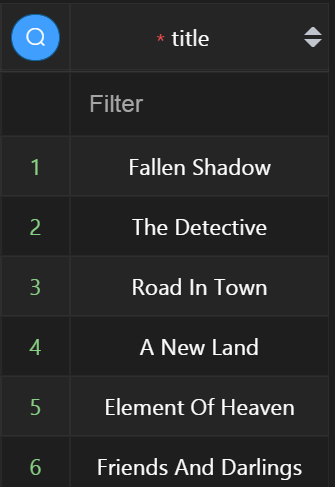 * title
Filter
1 Fallen Shadow
2 The Detective
3 Road In Town
4 A New Land
5 Element Of Heaven
6 Friends And Darlings